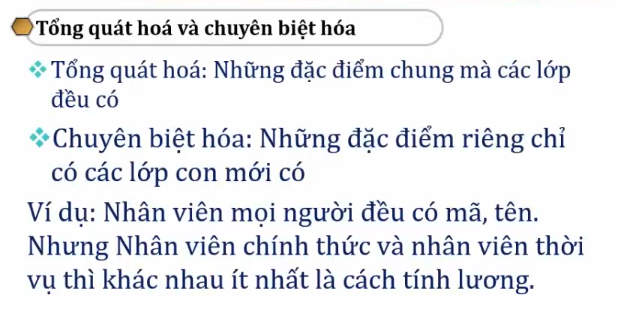 Tổng quát hoá và chuyên biệt hóa
Tổng quát hoá: Những đặc điểm chung mà các lớp
đều có
Chuyên biệt hóa: Những đặc điểm riêng chỉ
có các lớp con mới có
Ví dụ: Nhân viên mọi người đều có mã, tên.
Nhưng Nhân viên chính thức và nhân viên thời
vụ thì khác nhau ít nhất là cách tính lương.